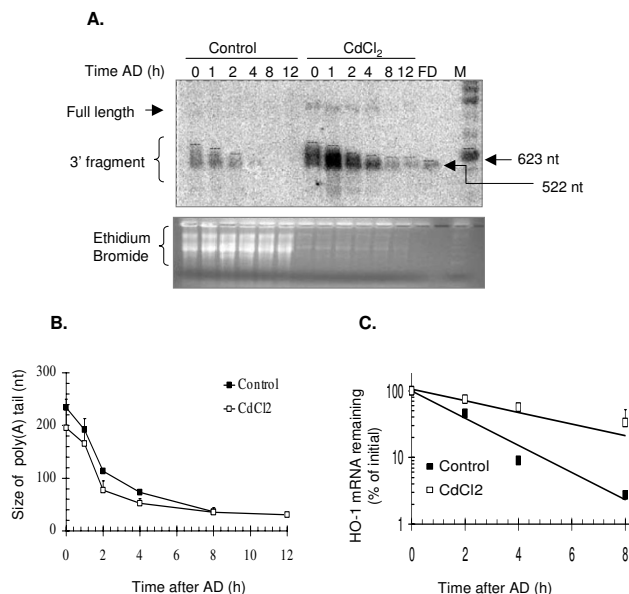 A.
Control CdCl2
Time AD (h) 0 1 2 4 8 12 0 1 2 4 8 12 FD M
Full length
3' fragment
623 nt
522 nt
Ethidium
Bromide
B.
Size of poly(A) tail (nt)
300
200
100
0
0 2 4 6 8 10 12
Time after AD (h)
Control
CdCl2
C.
HO-1 mRNA remaining
(% of initial)
100
10
1
0 2 4 6 8
Time after AD (h)
Control
CdCl2